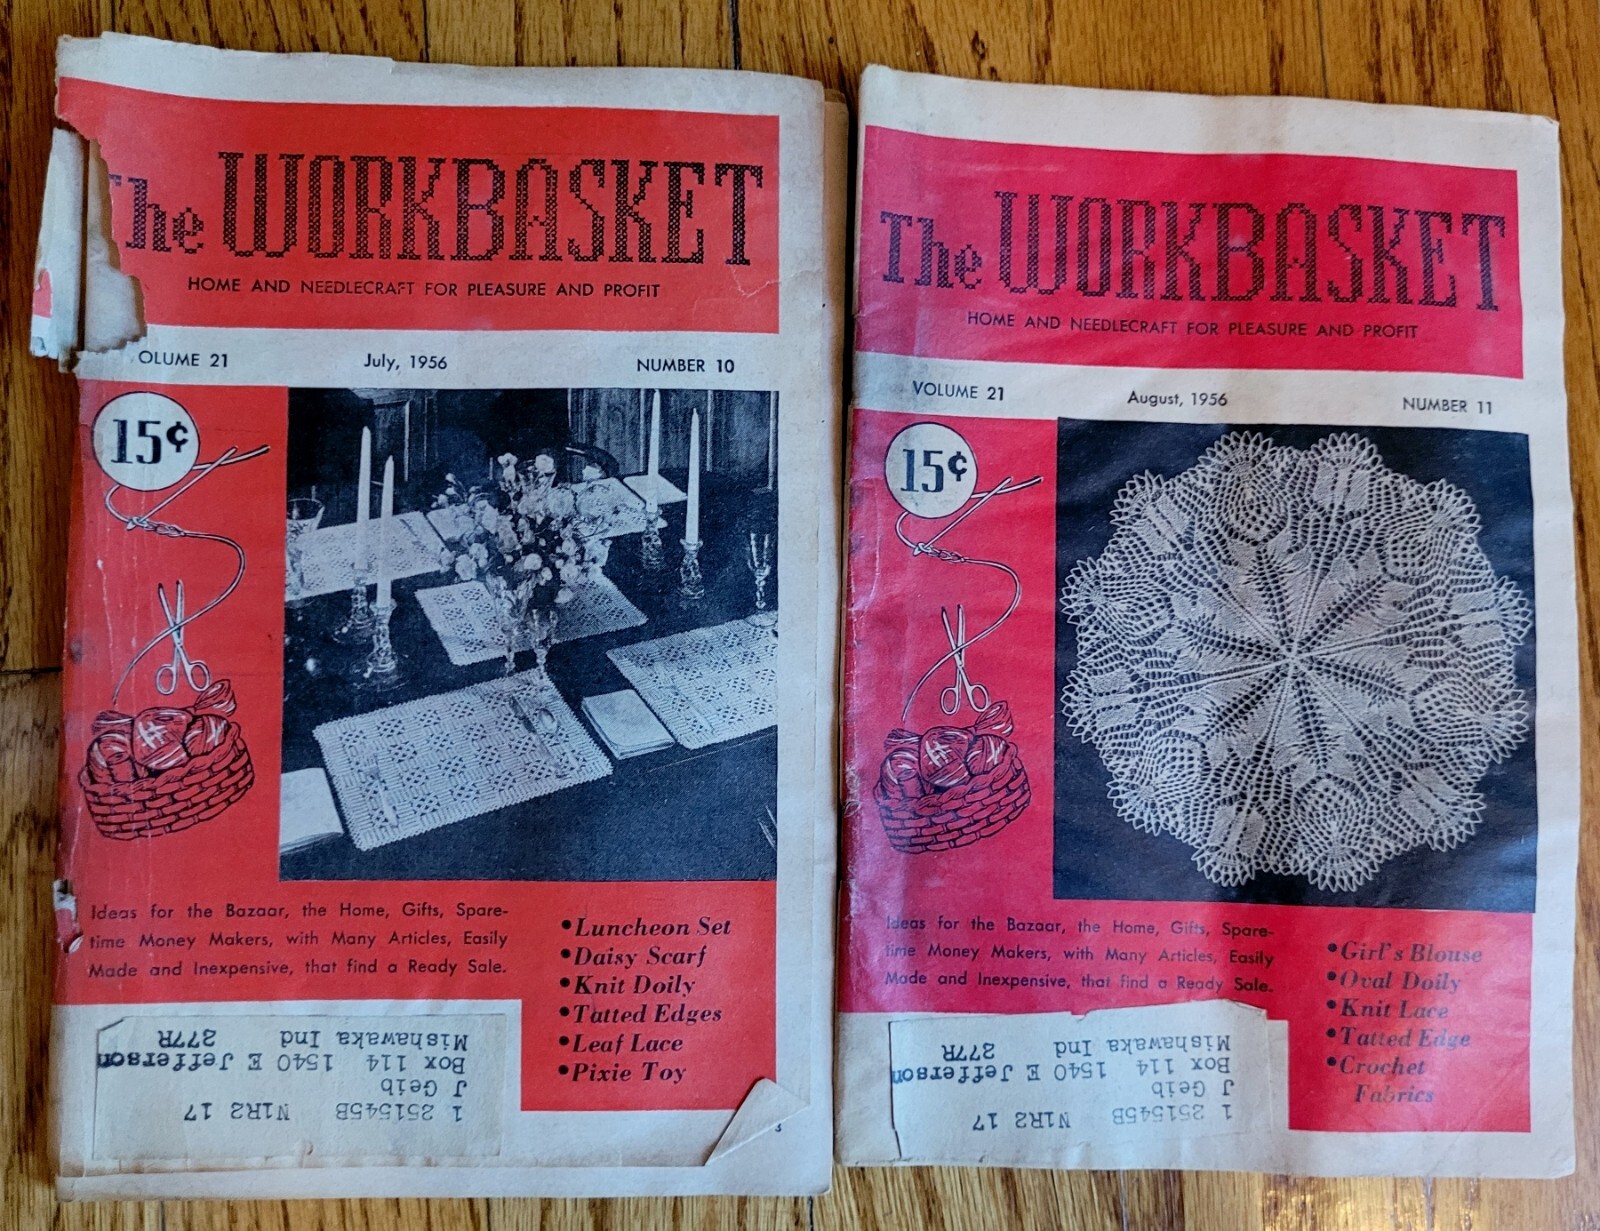 The WORKBASKET
HOME AND NEEDLECRAFT FOR PLEASURE AND PROFIT
OLUME 21 July, 1956 NUMBER 10
15¢
Ideas for the Bazaar, the Home, Gifts, Spare-
time Money Makers, with Many Articles, Easily
Made and Inexpensive, that find a Ready Sale.
•Luncheon Set
•Daisy Scarf
•Knit Doily
•Tatted Edges
•Leaf Lace
•Pixie Toy
1 251545B N1R2 17
J Geib
Box 114 1540 E Jefferson
Mishawaka Ind 277R
The WORKBASKET
HOME AND NEEDLECRAFT FOR PLEASURE AND PROFIT
VOLUME 21 August, 1956 NUMBER 11
15¢
Ideas for the Bazaar, the Home, Gifts, Spare-
time Money Makers, with Many Articles, Easily
Made and Inexpensive, that find a Ready Sale.
•Girl's Blouse
•Oval Doily
•Knit Lace
•Tatted Edge
•Crochet
Fabrics
1 251545B N1R2 17
J Geib
Box 114 1540 E Jefferson
Mishawaka Ind 277R